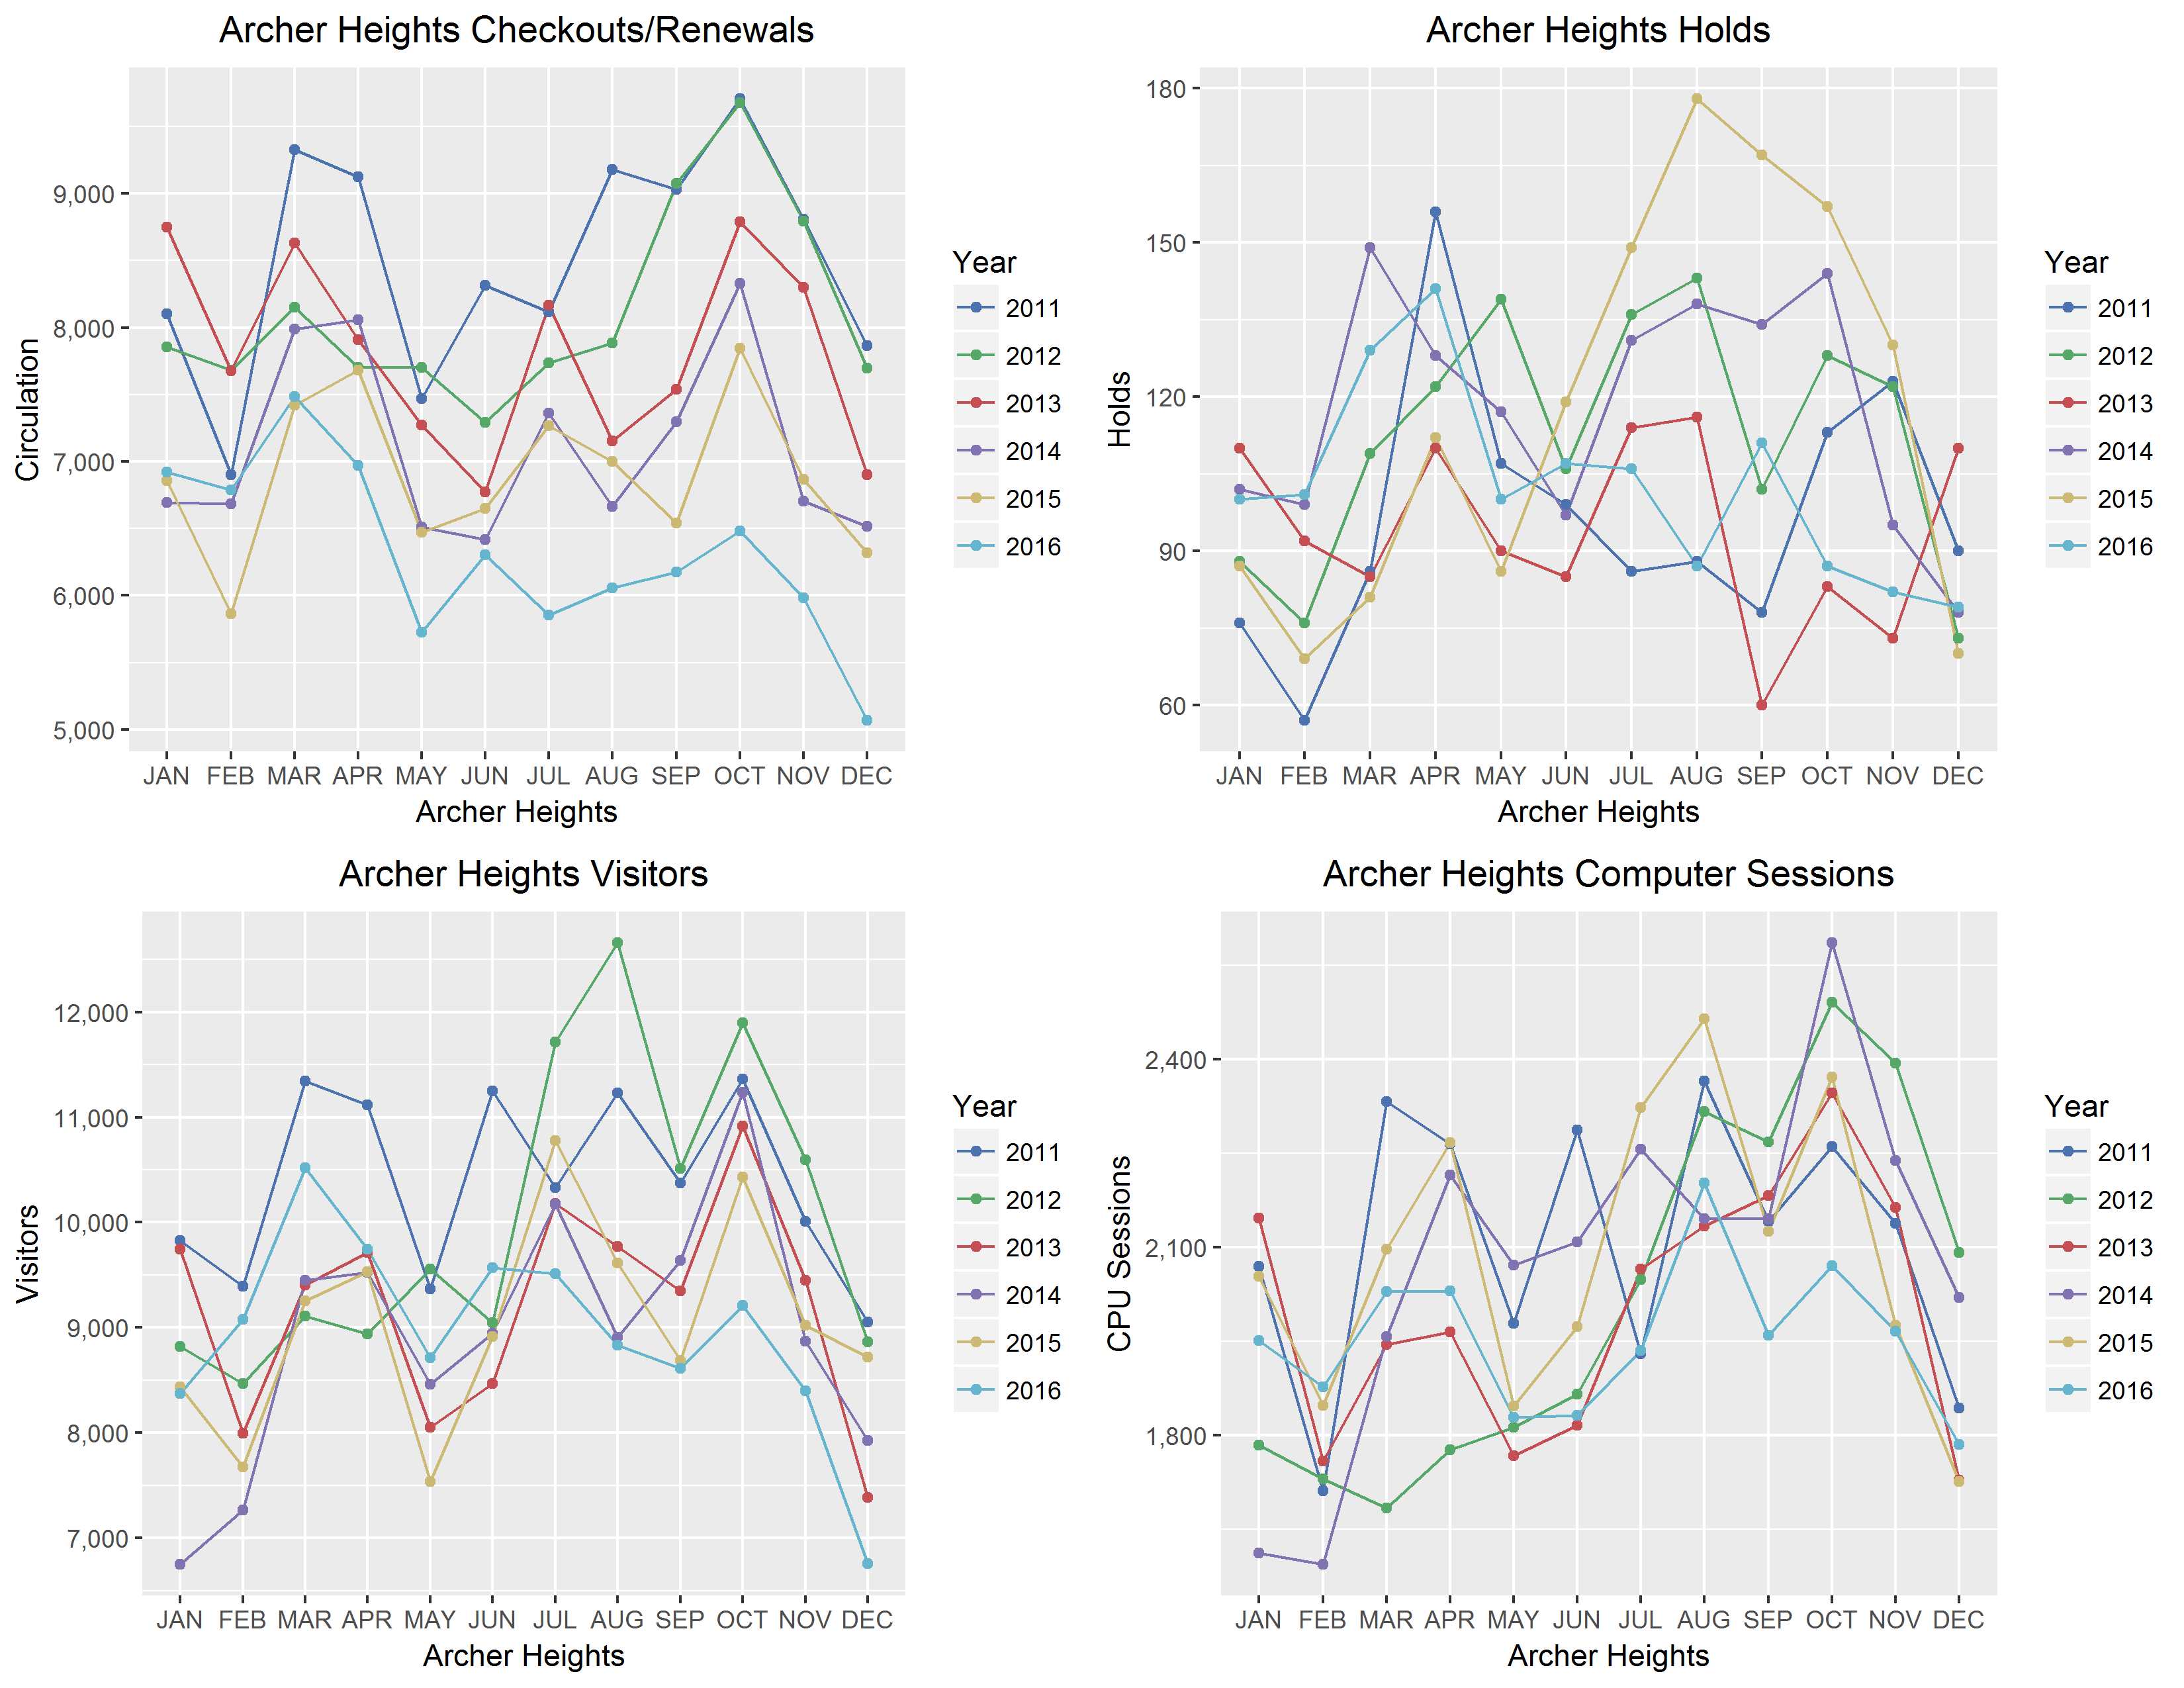 Archer Heights Checkouts/Renewals
Circulation
9,000
8,000
7,000
6,000
5,000
JAN FEB MAR APR MAY JUN JUL AUG SEP OCT NOV DEC
Archer Heights
Year
2011
2012
2013
2014
2015
2016
Archer Heights Holds
Holds
180
150
120
90
60
JAN FEB MAR APR MAY JUN JUL AUG SEP OCT NOV DEC
Archer Heights
Year
2011
2012
2013
2014
2015
2016
Archer Heights Visitors
Visitors
12,000
11,000
10,000
9,000
8,000
7,000
JAN FEB MAR APR MAY JUN JUL AUG SEP OCT NOV DEC
Archer Heights
Year
2011
2012
2013
2014
2015
2016
Archer Heights Computer Sessions
CPU Sessions
2,400
2,100
1,800
JAN FEB MAR APR MAY JUN JUL AUG SEP OCT NOV DEC
Archer Heights
Year
2011
2012
2013
2014
2015
2016